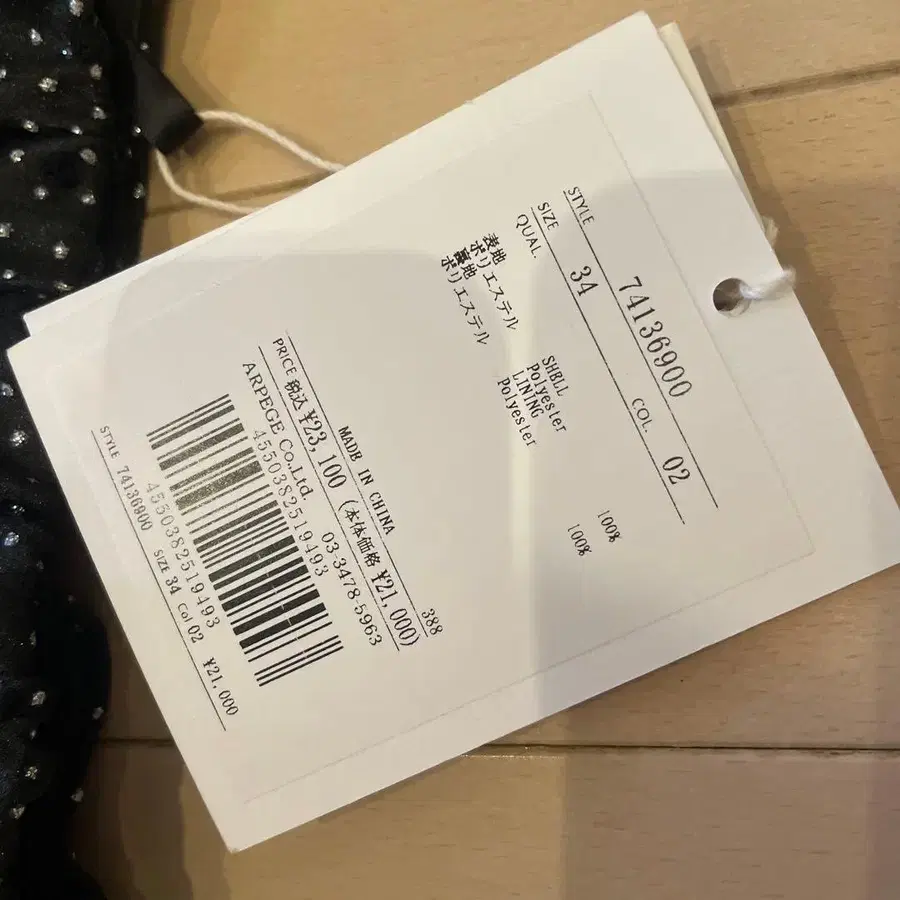 STYLE 74136900
SIZE 34 COL. 02
QUAL.
表地 SHELL
ポリエステル Polyester 100%
裏地 LINING
ポリエステル Polyester 100%
388
MADE IN CHINA
PRICE 税込 ¥23,100 (本体価格 ¥21,000)
ARPEGE Co.,Ltd. 03-3478-5963
4550382519493
4550382519493
STYLE 74136900 SIZE 34 Col 02 ¥21,000